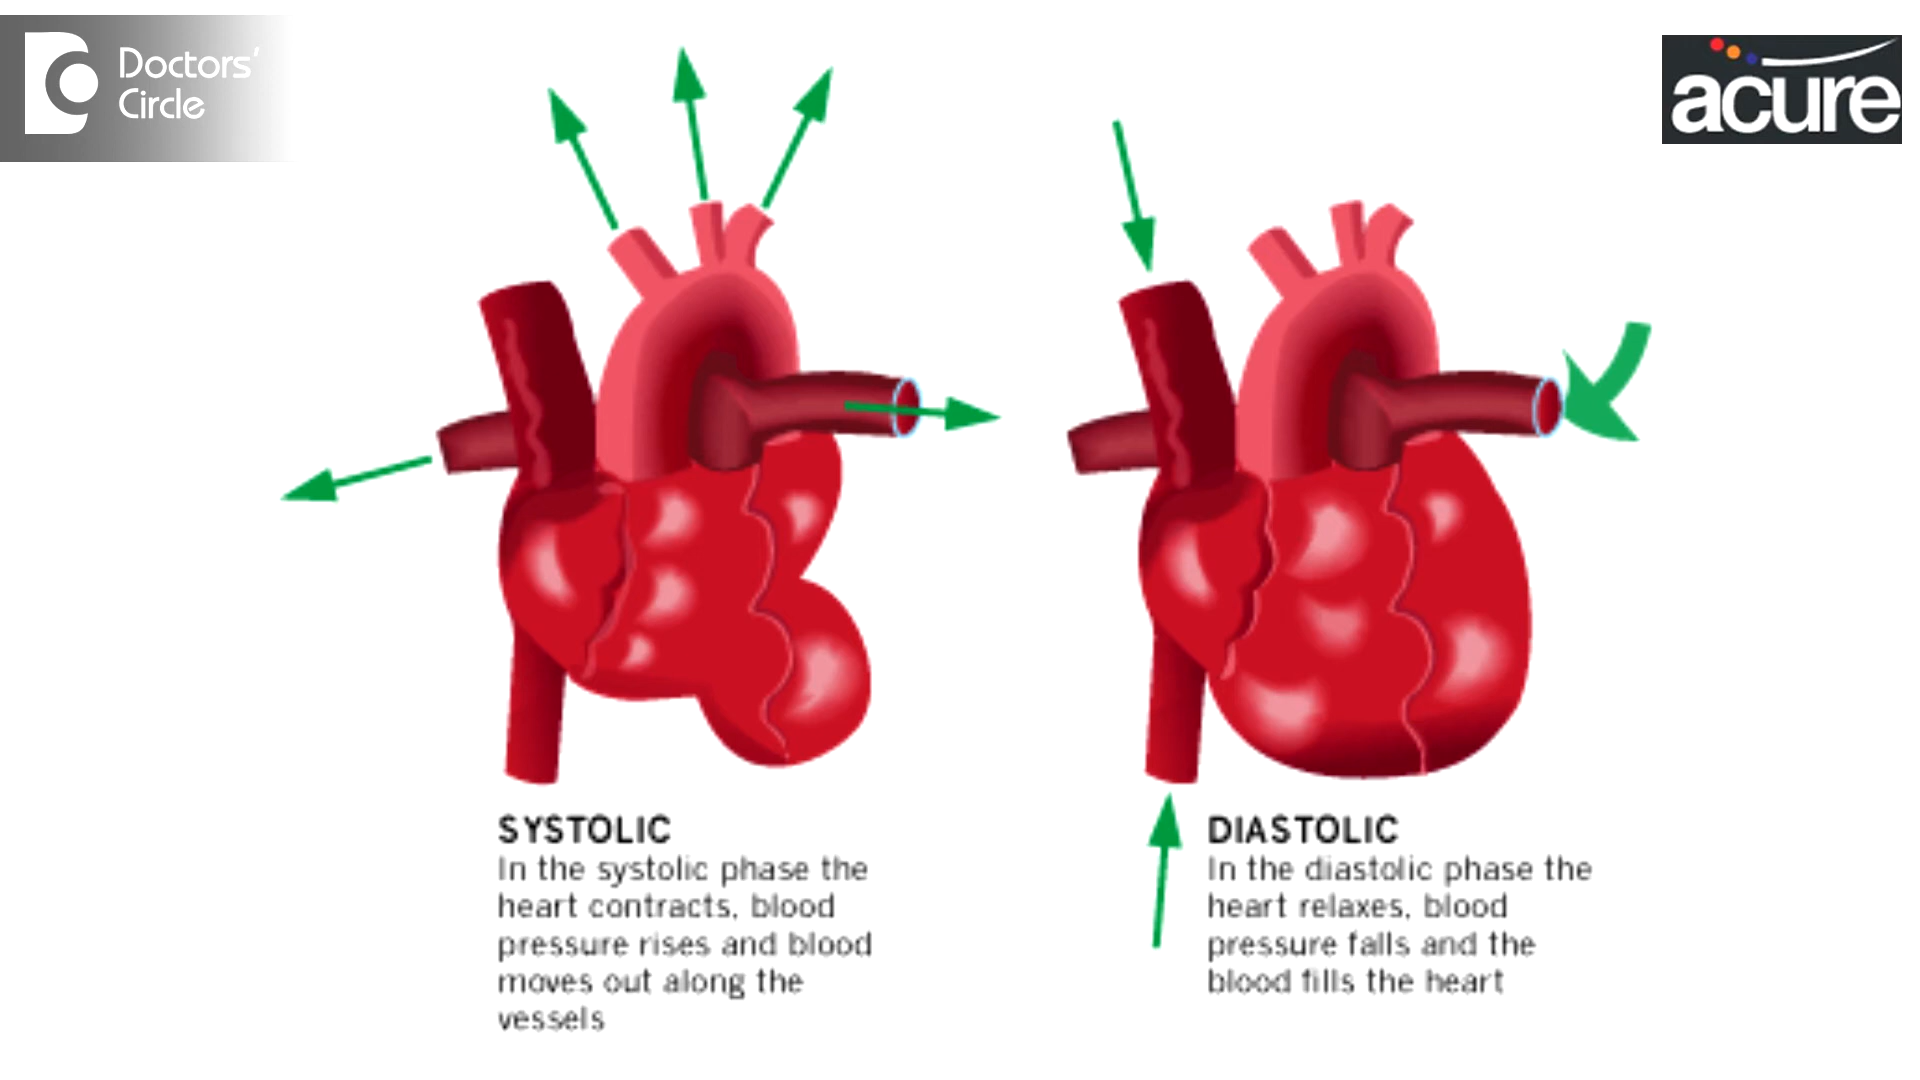 Doctors'
Circle
acure
SYSTOLIC
In the systolic phase the
heart contracts, blood
pressure rises and blood
moves out along the
vessels
DIASTOLIC
In the diastolic phase the
heart relaxes, blood
pressure falls and the
blood fills the heart